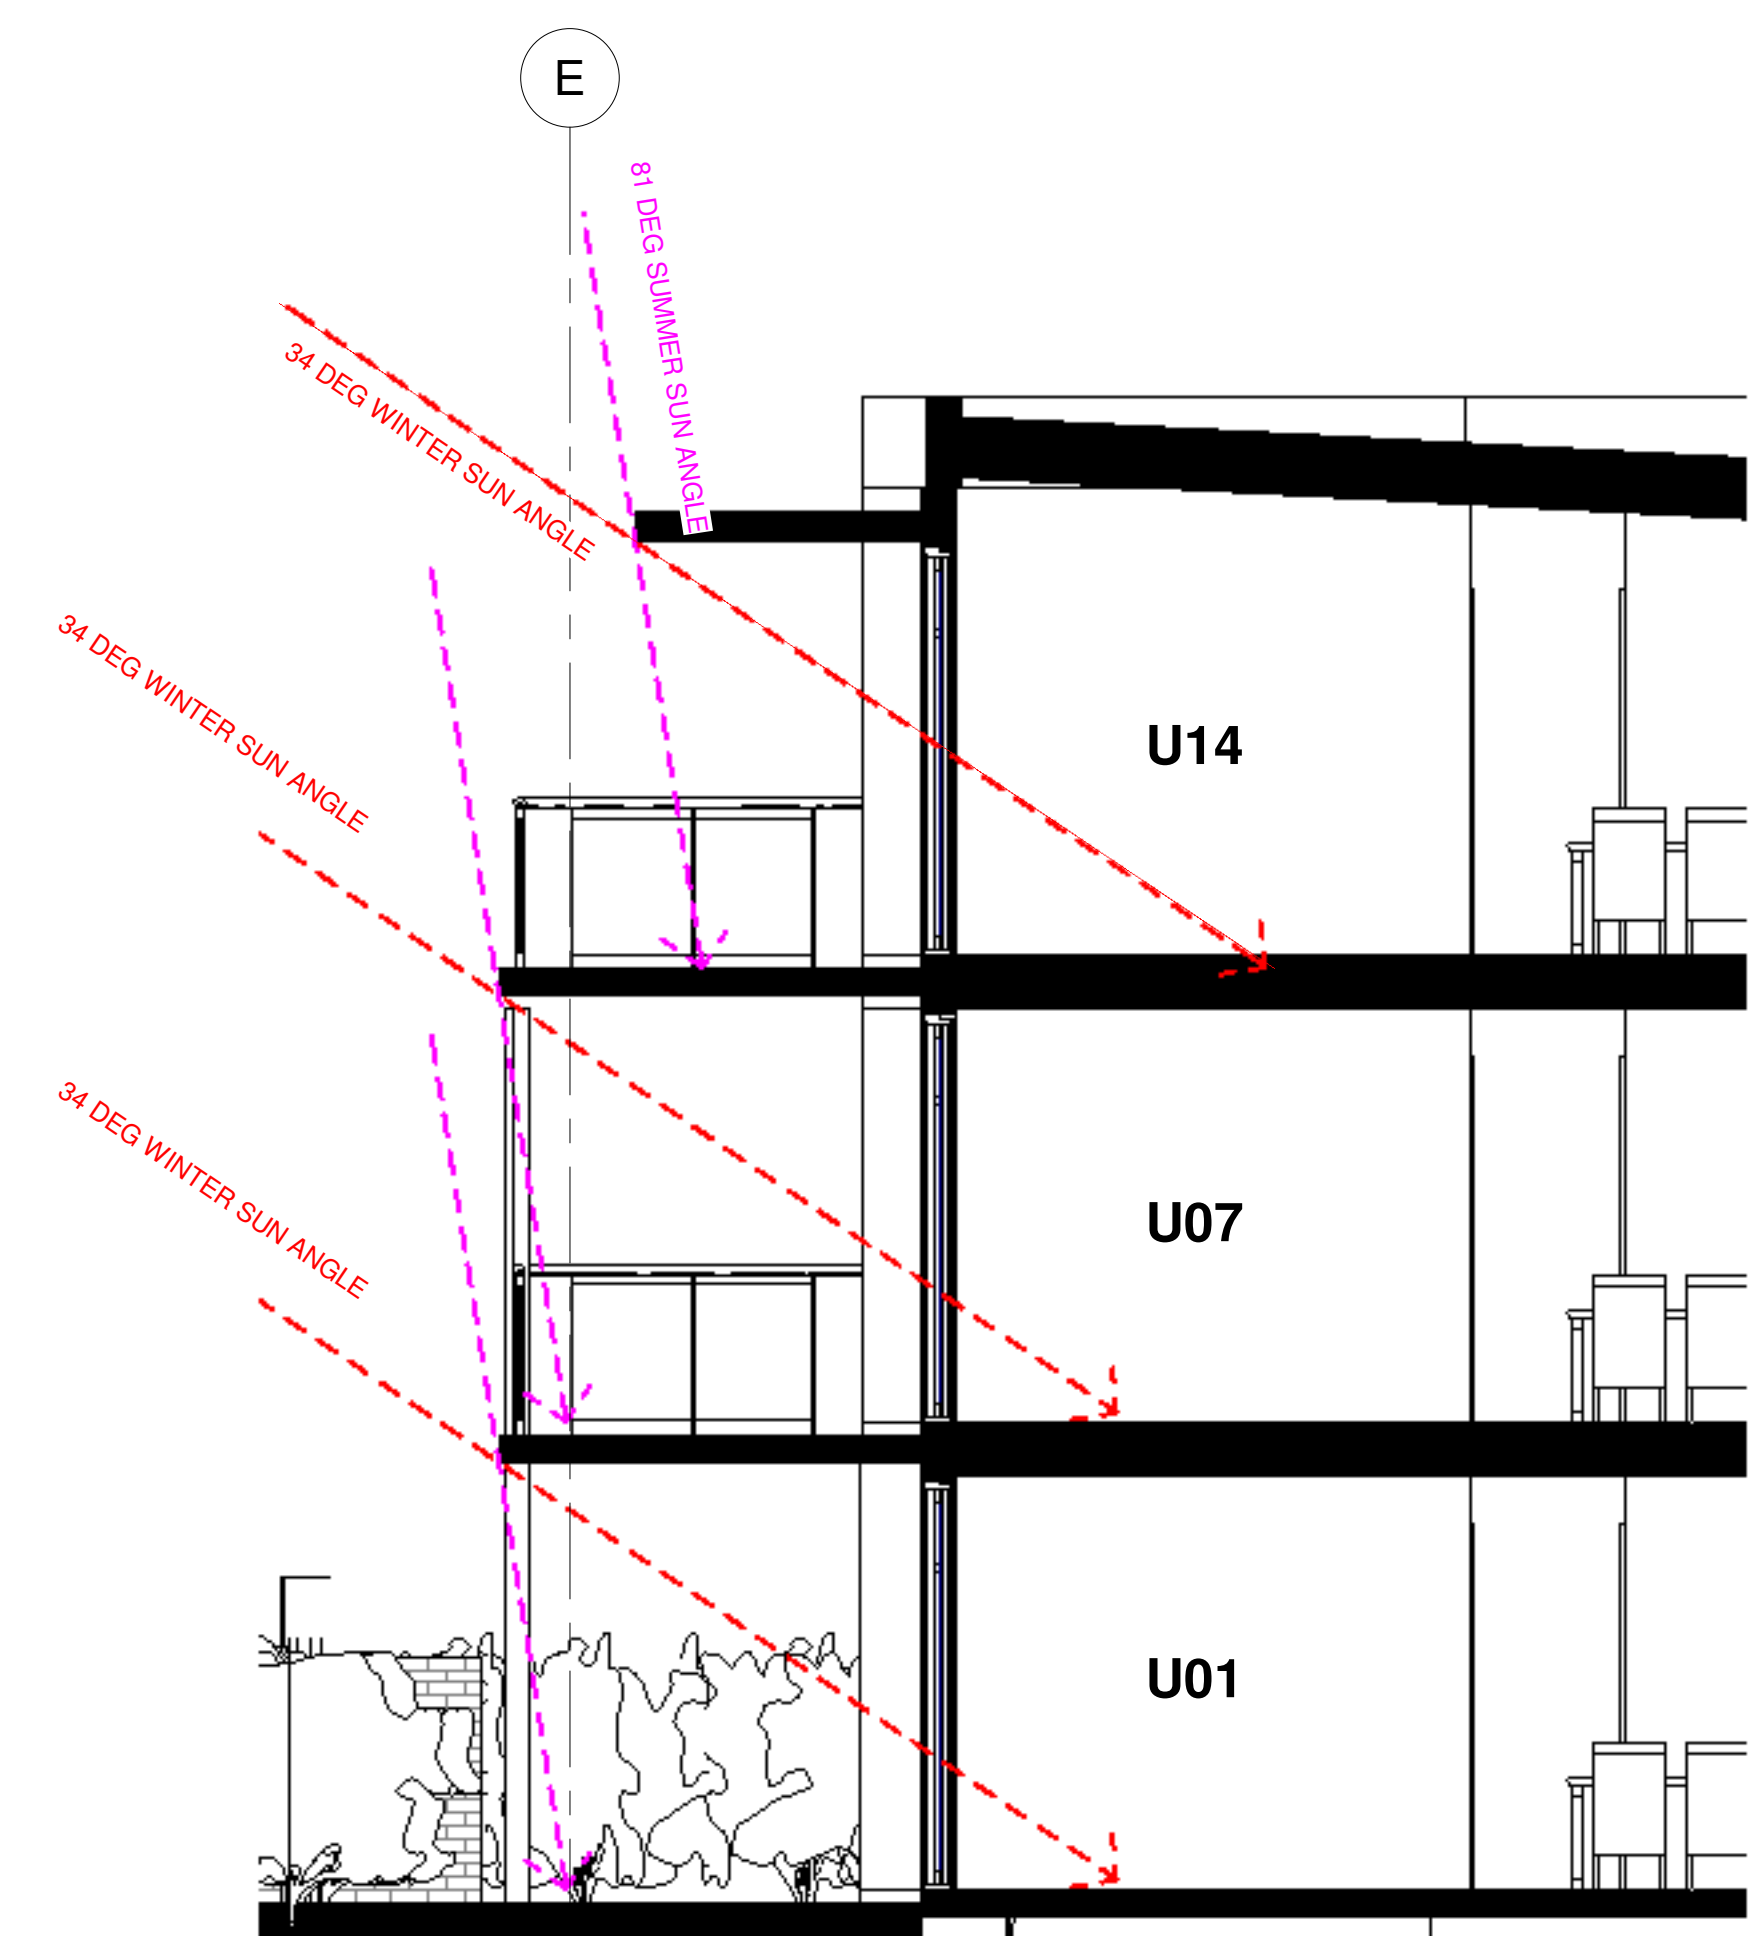 E
81 DEG SUMMER SUN ANGLE
34 DEG WINTER SUN ANGLE
34 DEG WINTER SUN ANGLE
U14
34 DEG WINTER SUN ANGLE
U07
U01